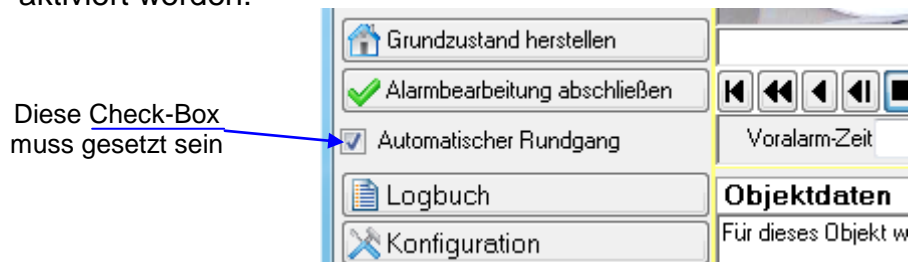 aktiviert werden.
Grundzustand herstellen
Alarmbearbeitung abschließen
Diese Check-Box
muss gesetzt sein
Automatischer Rundgang
Voralarm-Zeit
Logbuch
Objektdaten
Konfiguration
Für dieses Objekt w